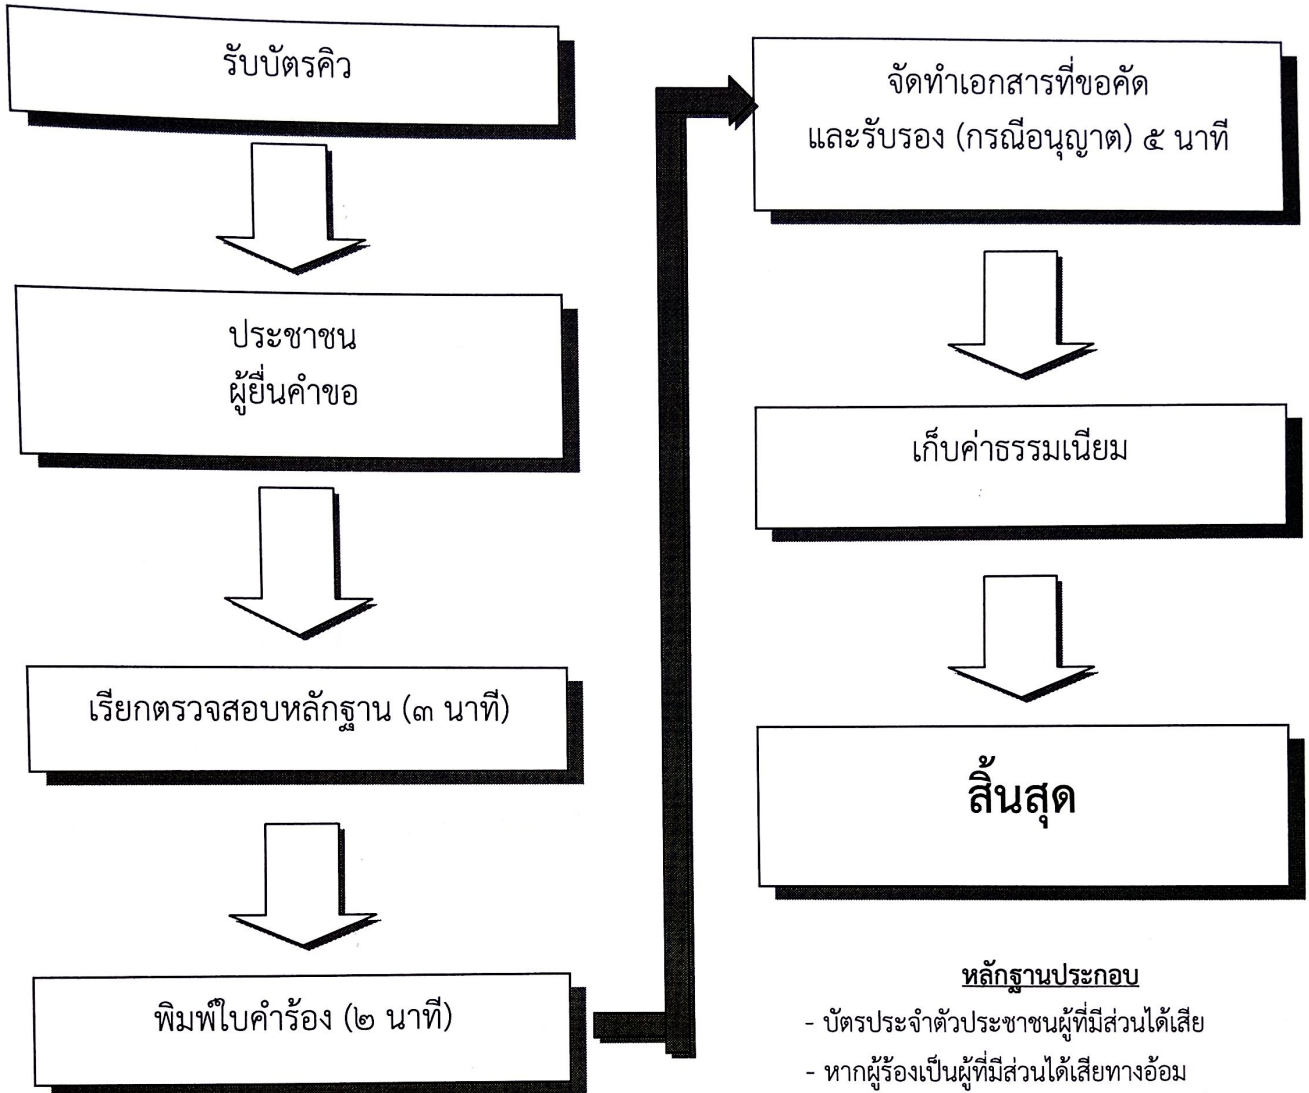 รับบัตรคิว
ประชาชน
ผู้ยื่นคำขอ
เรียกตรวจสอบหลักฐาน (๓ นาที)
พิมพ์ใบคำร้อง (๒ นาที)
จัดทำเอกสารที่ขอคัด
และรับรอง (กรณีอนุญาต) ๕ นาที
เก็บค่าธรรมเนียม
สิ้นสุด
หลักฐานประกอบ
- บัตรประจำตัวประชาชนผู้ที่มีส่วนได้เสีย
- หากผู้ร้องเป็นผู้ที่มีส่วนได้เสียทางอ้อม